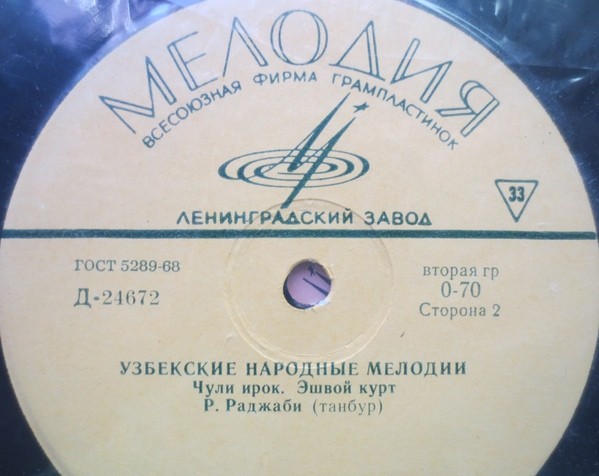 МЕЛОДИЯ
ВСЕСОЮЗНАЯ ФИРМА ГРАМПЛАСТИНОК
33
ЛЕНИНГРАДСКИЙ ЗАВОД
ГОСТ 5289-68
Д-24672
вторая гр
0-70
Сторона 2
УЗБЕКСКИЕ НАРОДНЫЕ МЕЛОДИИ
Чули ирок. Эшвой курт
Р. Раджаби (танбур)